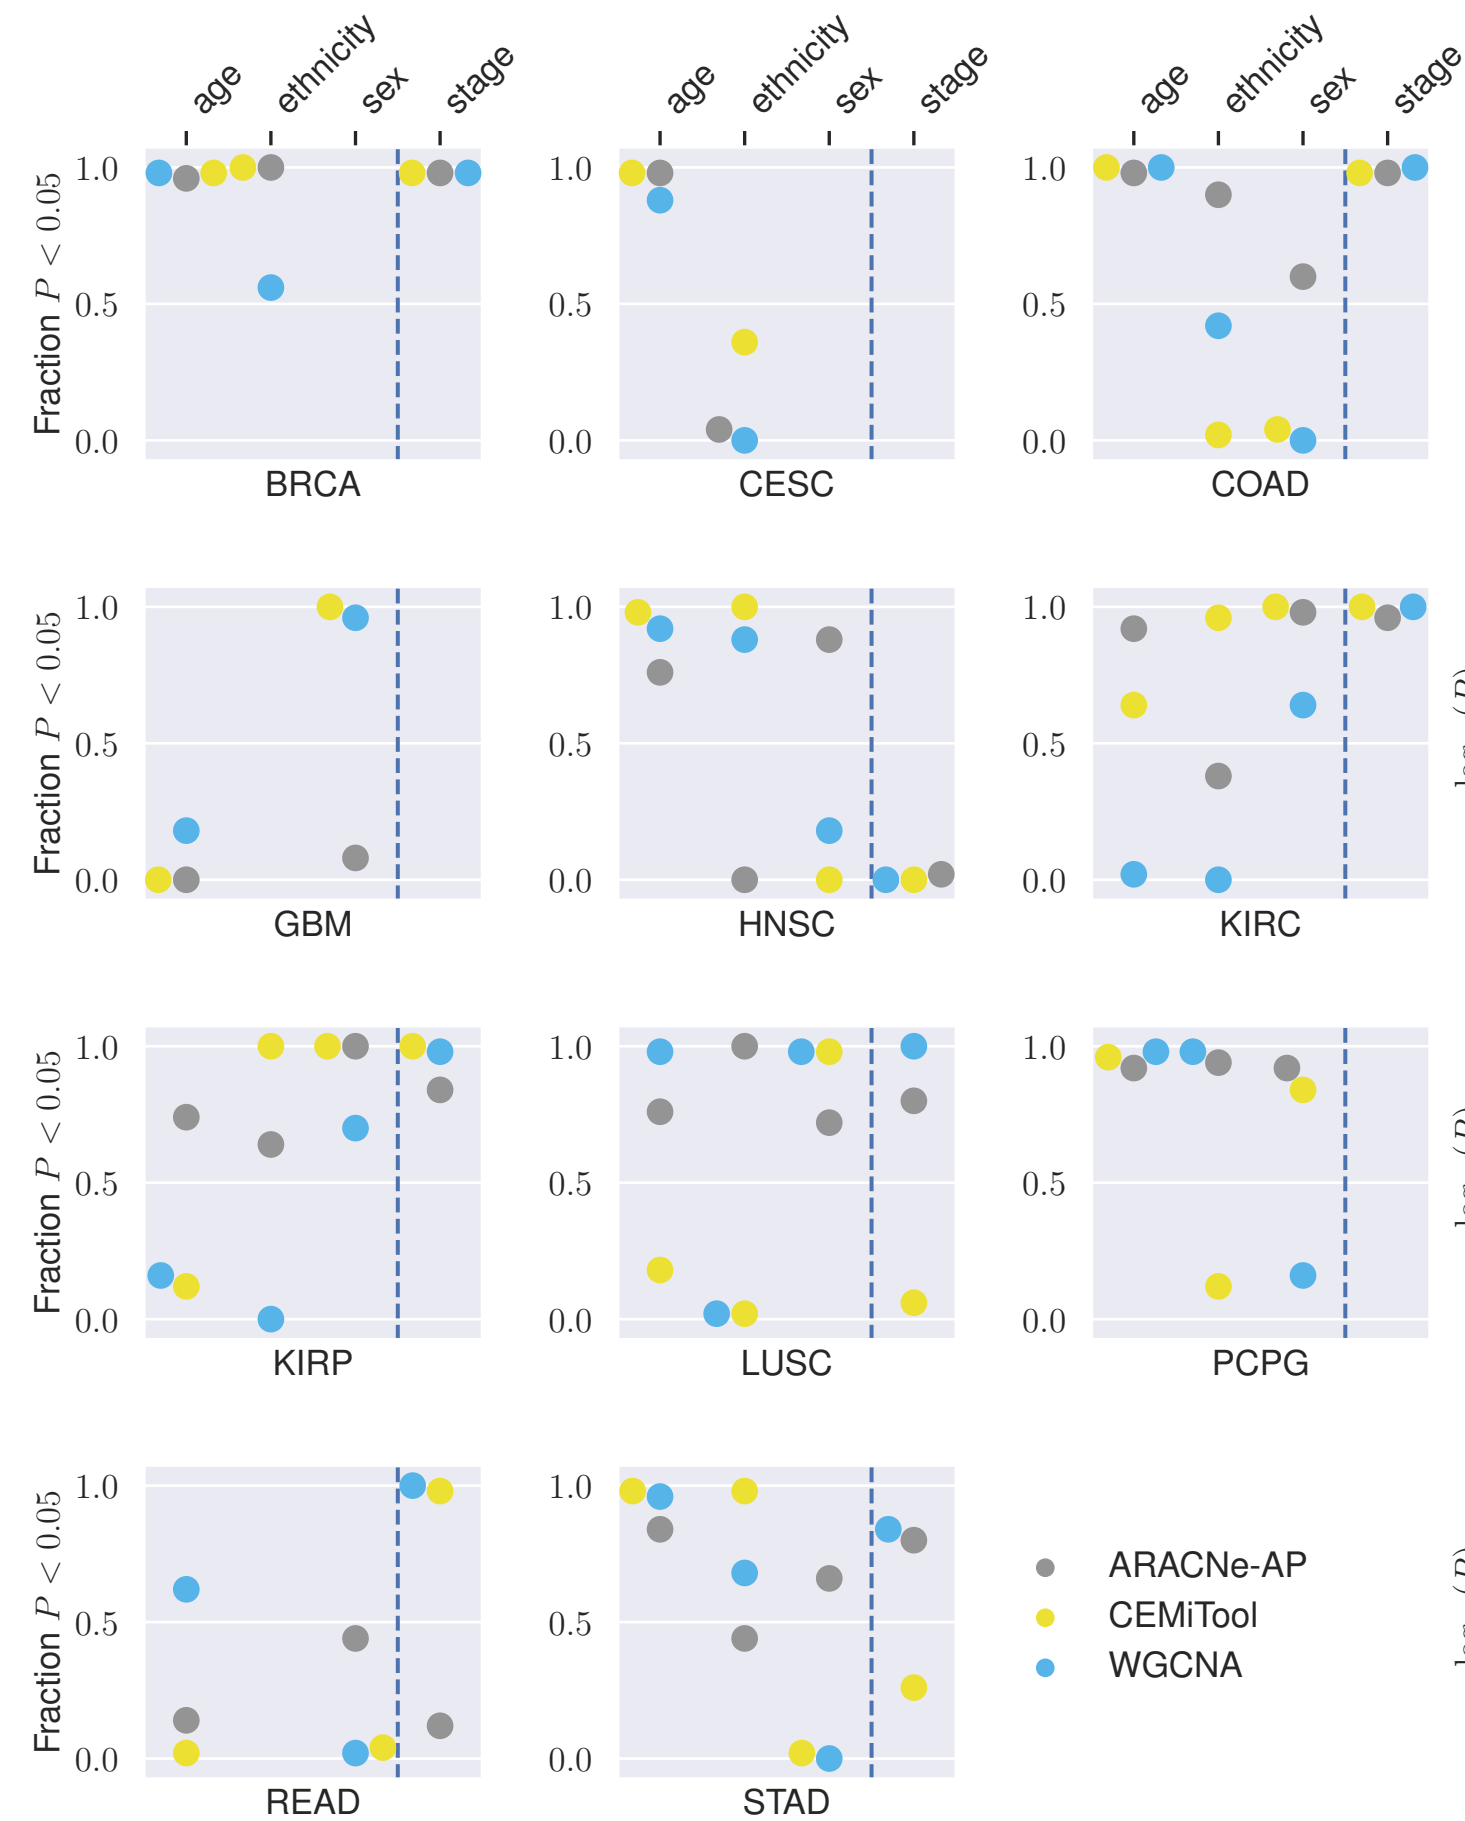 age ethnicity sex stage age ethnicity sex stage age ethnicity sex stage
Fraction P < 0.05
1.0 0.5 0.0 1.0 0.5 0.0 1.0 0.5 0.0
BRCA CESC COAD
Fraction P < 0.05
1.0 0.5 0.0 1.0 0.5 0.0 1.0 0.5 0.0
GBM HNSC KIRC
Fraction P < 0.05
1.0 0.5 0.0 1.0 0.5 0.0 1.0 0.5 0.0
KIRP LUSC PCPG
Fraction P < 0.05
1.0 0.5 0.0 1.0 0.5 0.0
READ STAD
ARACNe-AP
CEMiTool
WGCNA